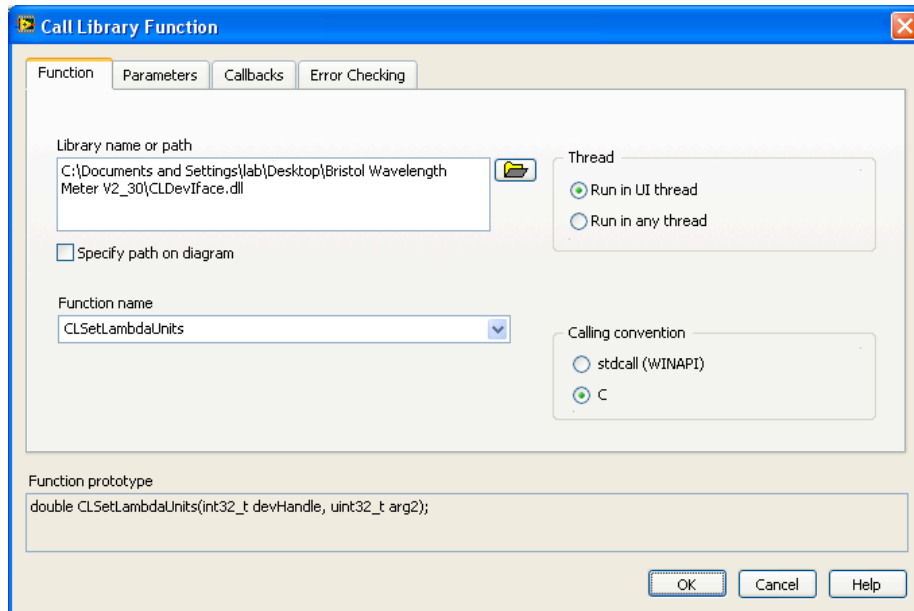 Call Library Function
Function
Parameters
Callbacks
Error Checking
Library name or path
C:\Documents and Settings\lab\Desktop\Bristol Wavelength
Meter V2_30\CLDevIface.dll
Thread
Run in UI thread
Run in any thread
Specify path on diagram
Function name
CLSetLambdaUnits
Calling convention
stdcall (WINAPI)
C
Function prototype
double CLSetLambdaUnits(int32_t devHandle, uint32_t arg2);
OK
Cancel
Help